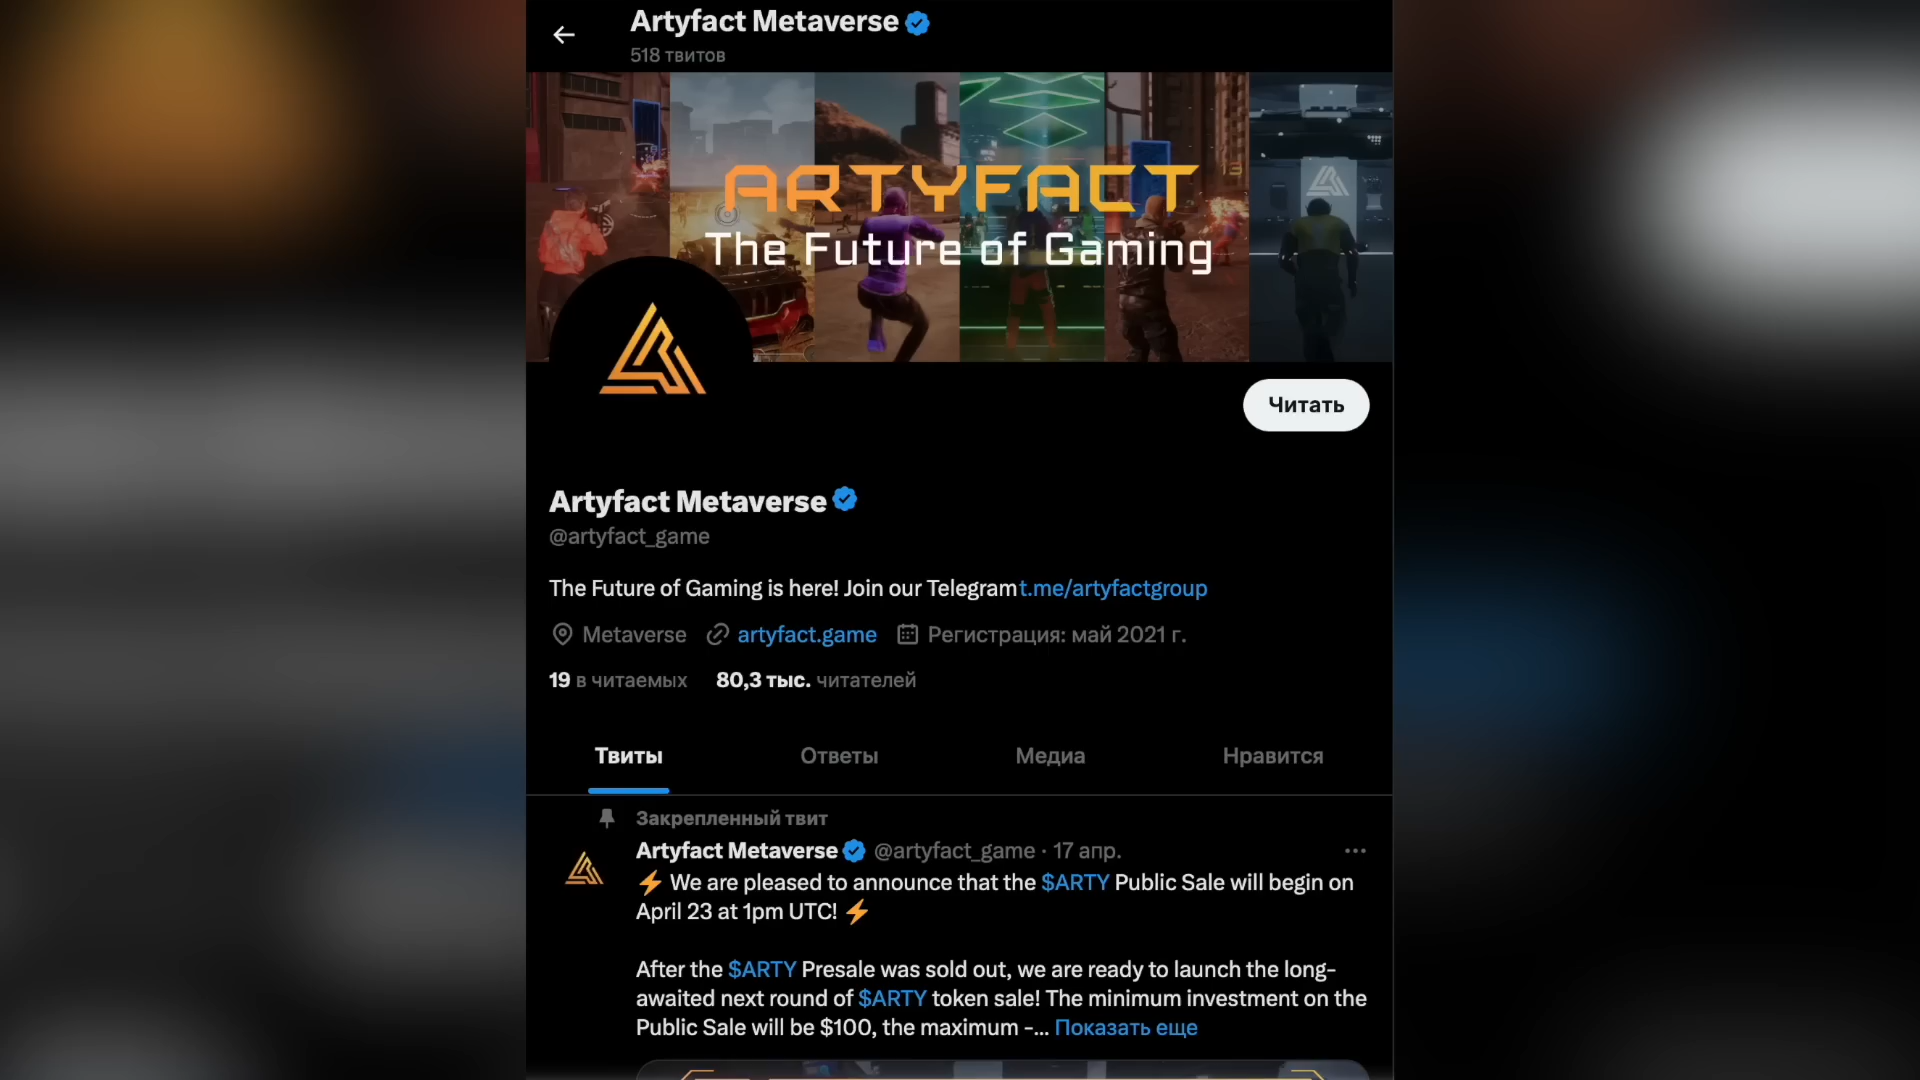 Artyfact Metaverse
518 твитов
ARTYFACT
The Future of Gaming
Читать
Artyfact Metaverse
@artyfact_game
The Future of Gaming is here! Join our Telegram t.me/artyfactgroup
Metaverse artyfact.game Регистрация: май 2021 г.
19 в читаемых 80,3 тыс. читателей
Твиты Ответы Медиа Нравится
Закрепленный твит
Artyfact Metaverse @artyfact_game · 17 апр.
⚡ We are pleased to announce that the $ARTY Public Sale will begin on
April 23 at 1pm UTC! ⚡
After the $ARTY Presale was sold out, we are ready to launch the long-
awaited next round of $ARTY token sale! The minimum investment on the
Public Sale will be $100, the maximum -... Показать еще